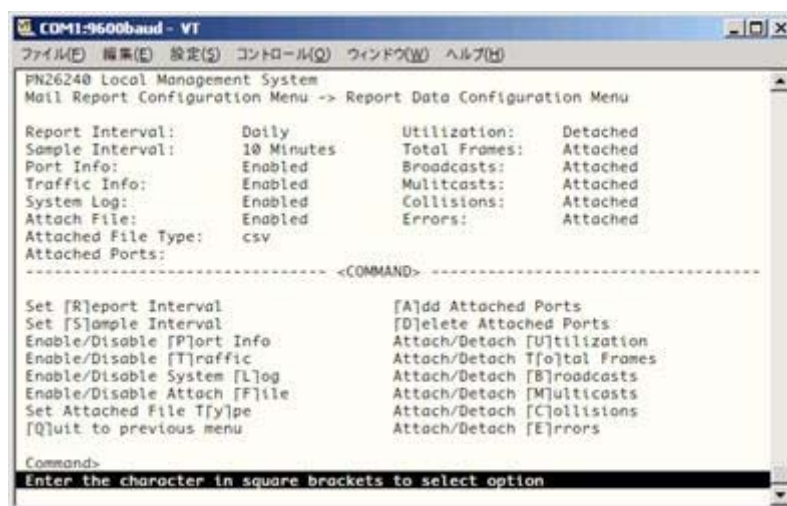 COM1:9600baud - VT
ファイル(F) 編集(E) 設定(S) コントロール(O) ウィンドウ(W) ヘルプ(H)
PN26240 Local Management System
Mail Report Configuration Menu -> Report Data Configuration Menu
Report Interval: Daily Utilization: Detached
Sample Interval: 10 Minutes Total Frames: Attached
Port Info: Enabled Broadcasts: Attached
Traffic Info: Enabled Mulitcasts: Attached
System Log: Enabled Collisions: Attached
Attach File: Enabled Errors: Attached
Attached File Type: csv
Attached Ports:
-------------------------------- <COMMAND> -----------------------------------
Set [R]eport Interval [A]dd Attached Ports
Set [S]ample Interval [D]elete Attached Ports
Enable/Disable [P]ort Info Attach/Detach [U]tilization
Enable/Disable [T]raffic Attach/Detach T[o]tal Frames
Enable/Disable System [L]og Attach/Detach [B]roadcasts
Enable/Disable Attach [F]ile Attach/Detach [M]ulticasts
Set Attached File T[y]pe Attach/Detach [C]ollisions
[Q]uit to previous menu Attach/Detach [E]rrors
Command>
Enter the character in square brackets to select option